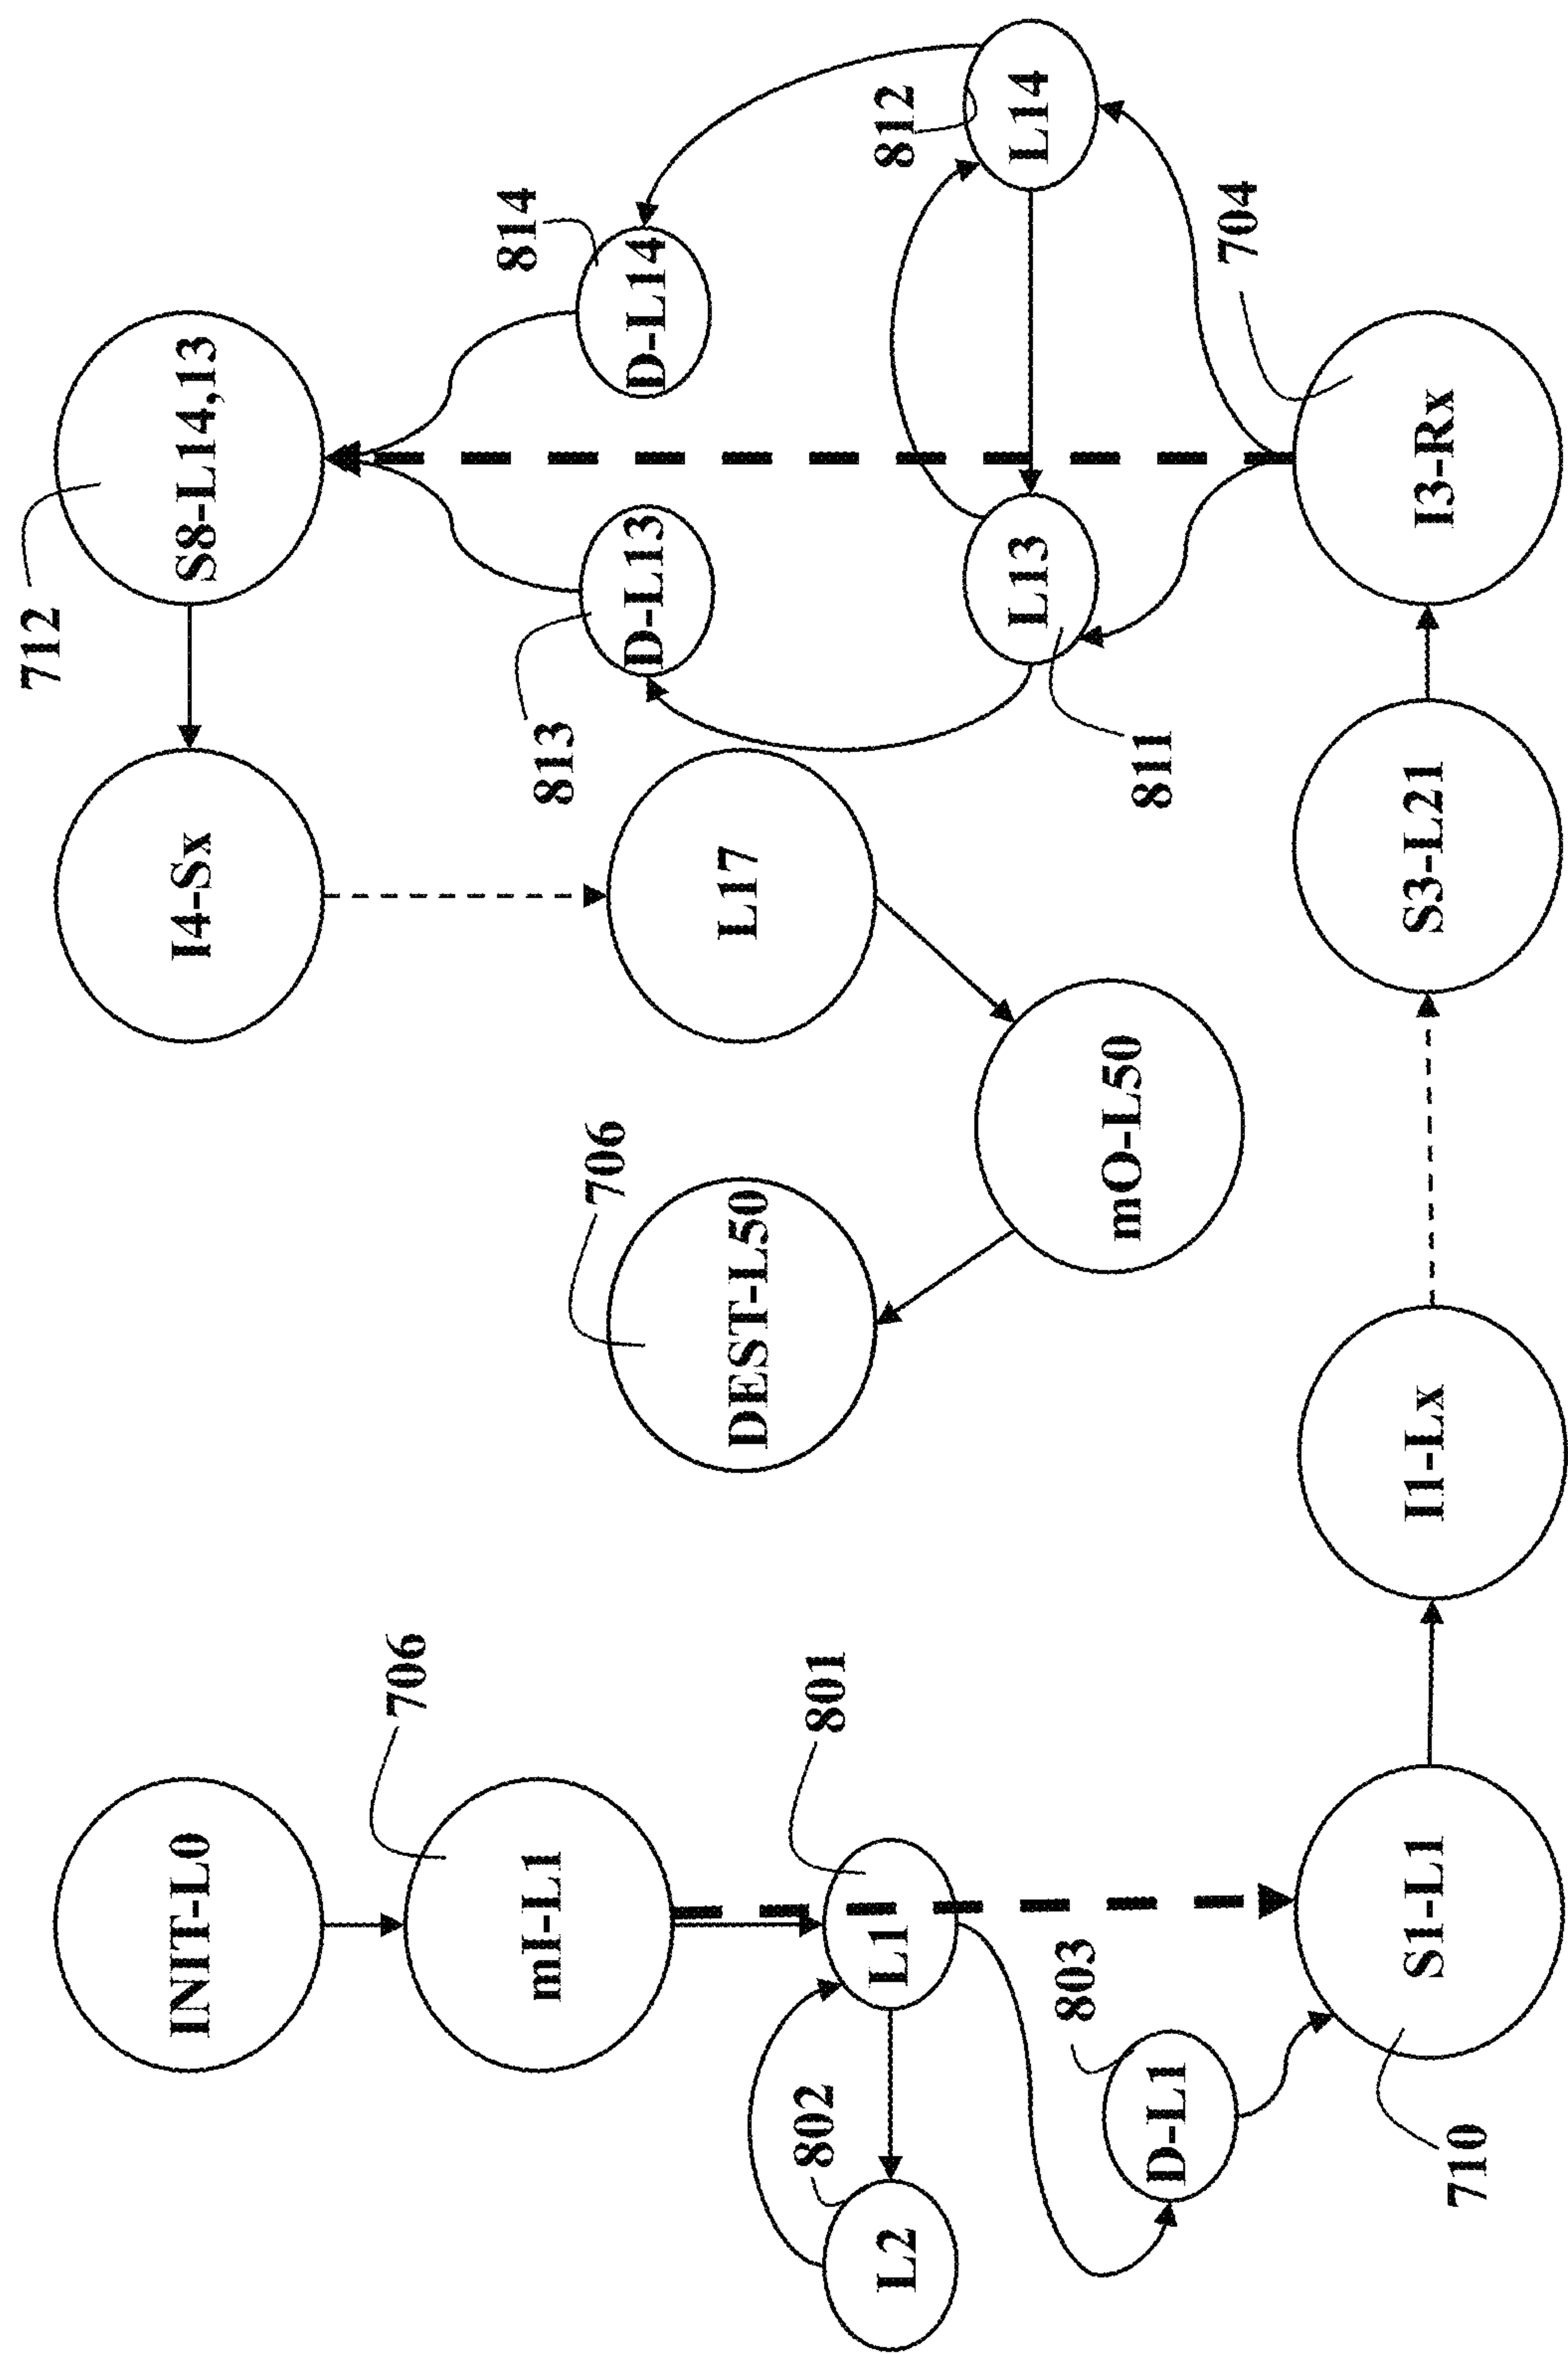 INIT-L0
mI-L1
706
L2
802
L1
801
D-L1
803
S1-L1
710
I1-Lx
DEST-L50
706
mO-L50
I4-Sx
L17
S3-L21
712
S8-L14,13
813
D-L13
814
D-L14
L13
811
812
L14
I3-Rx
704